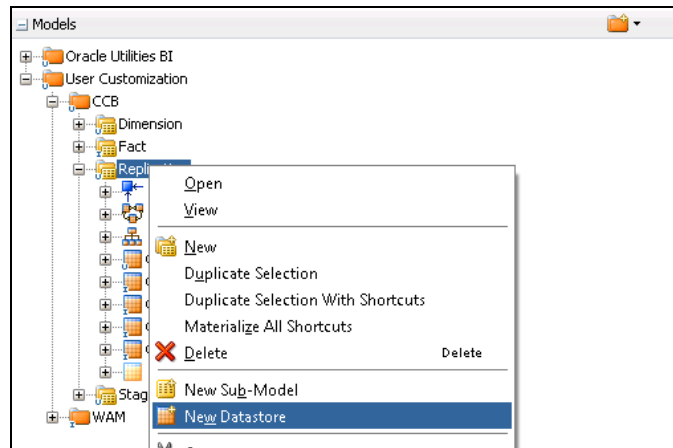 Models
Oracle Utilities BI
User Customization
CCB
Dimension
Fact
Open
View
New
Duplicate Selection
Duplicate Selection With Shortcuts
Materialize All Shortcuts
Delete Delete
New Sub-Model
New Datastore
WAM